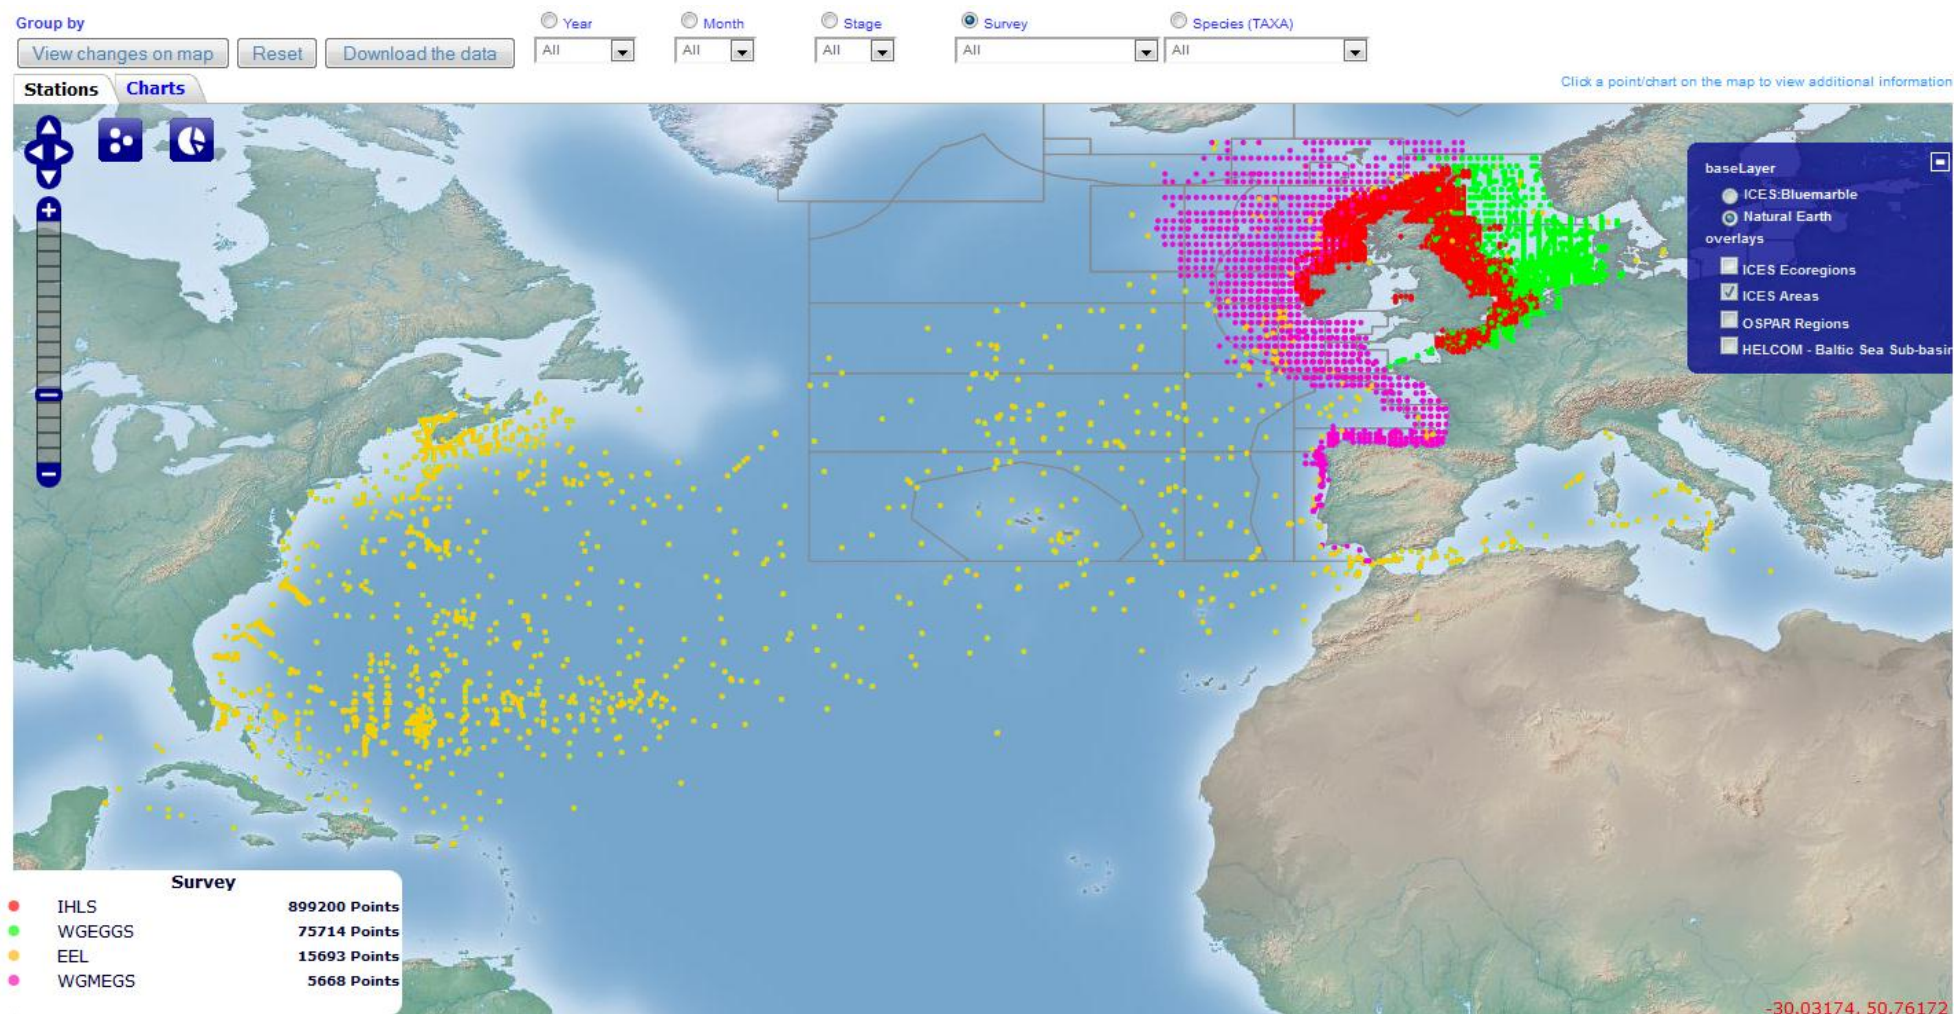 Group by
Year
Month
Stage
Survey
Species (TAXA)
View changes on map
Reset
Download the data
All
All
All
All
All
Stations
Charts
Click a point/chart on the map to view additional information
baseLayer
ICES:Bluemarble
Natural Earth
overlays
ICES Ecoregions
ICES Areas
OSPAR Regions
HELCOM - Baltic Sea Sub-basin
Survey
IHLS 899200 Points
WGEGGS 75714 Points
EEL 15693 Points
WGMEGS 5668 Points
-30.03174, 50.76172